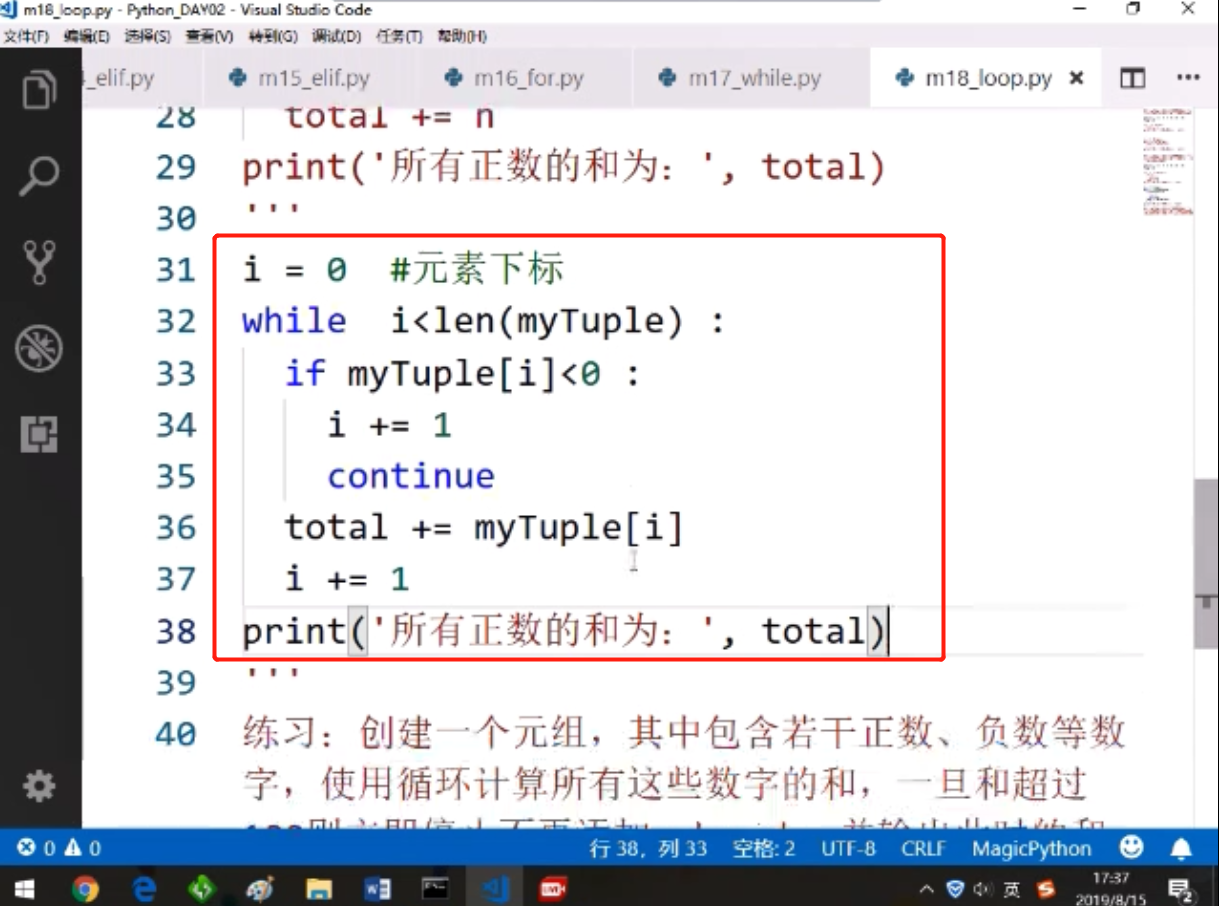 m18_loop.py - Python_DAY02 - Visual Studio Code
文件(F) 编辑(E) 选择(S) 查看(V) 转到(G) 调试(D) 任务(T) 帮助(H)
_elif.py m15_elif.py m16_for.py m17_while.py m18_loop.py
28 total += n
29 print('所有正数的和为：', total)
30 '''
31 i = 0 #元素下标
32 while i<len(myTuple) :
33 if myTuple[i]<0 :
34 i += 1
35 continue
36 total += myTuple[i]
37 i += 1
38 print('所有正数的和为：', total)
39 '''
40 练习：创建一个元组，其中包含若干正数、负数等数
字，使用循环计算所有这些数字的和，一旦和超过
0 0 行 38，列 33 空格: 2 UTF-8 CRLF MagicPython
英 17:37
2019/8/15 2